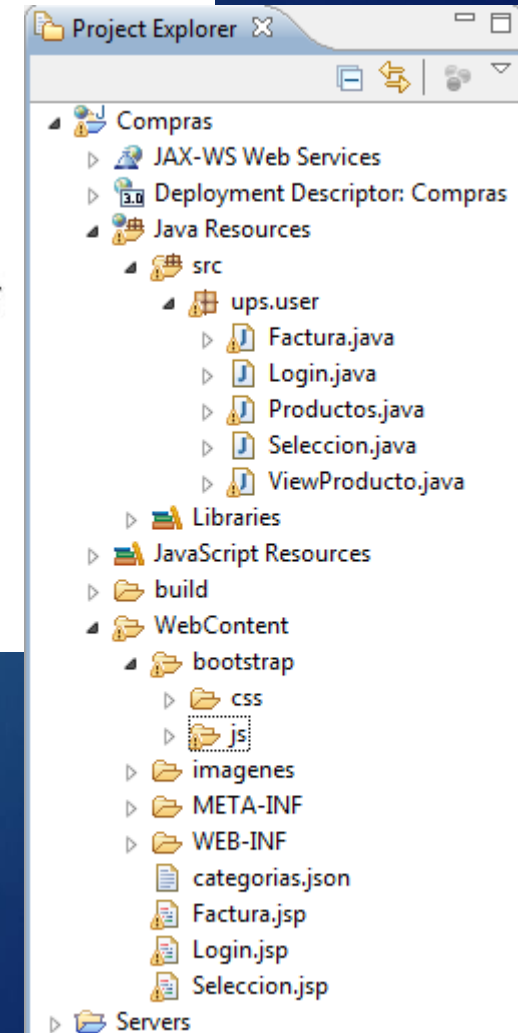 Project Explorer
Compras
JAX-WS Web Services
3.0 Deployment Descriptor: Compras
Java Resources
src
ups.user
J Factura.java
J Login.java
J Productos.java
J Seleccion.java
J ViewProducto.java
Libraries
JavaScript Resources
build
WebContent
bootstrap
css
js
imagenes
META-INF
WEB-INF
categorias.json
Factura.jsp
Login.jsp
Seleccion.jsp
Servers